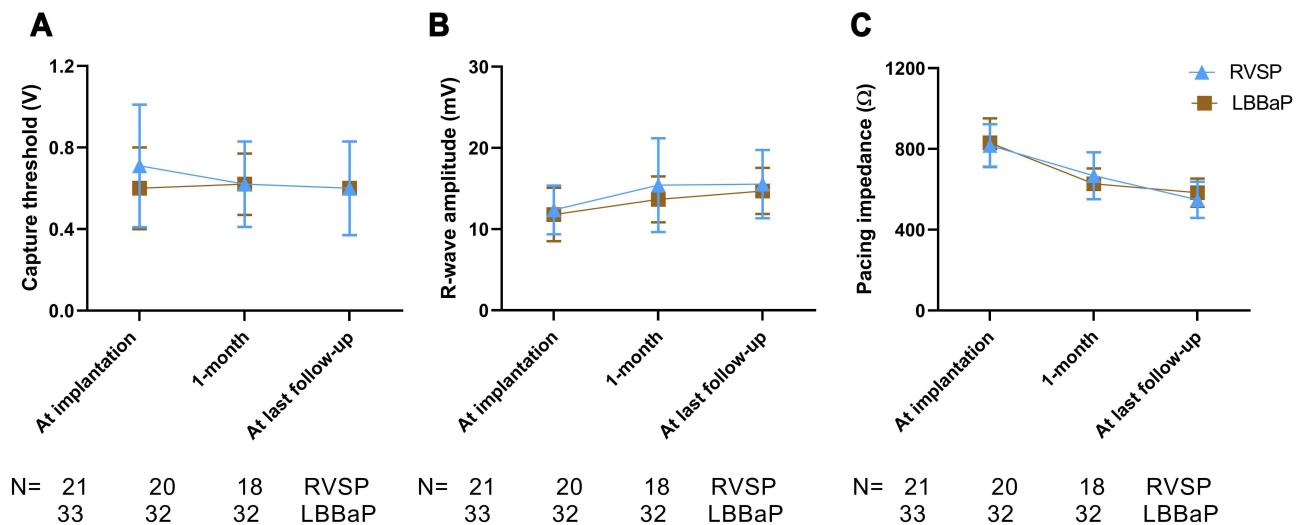 A
Capture threshold (V)
1.2
0.8
0.4
0.0
At implantation
1-month
At last follow-up
N= 21 20 18 RVSP
33 32 32 LBBaP
B
R-wave amplitude (mV)
30
20
10
0
At implantation
1-month
At last follow-up
N= 21 20 18 RVSP
33 32 32 LBBaP
C
Pacing impedance (Ω)
1200
800
400
0
At implantation
1-month
At last follow-up
RVSP
LBBaP
N= 21 20 18 RVSP
33 32 32 LBBaP